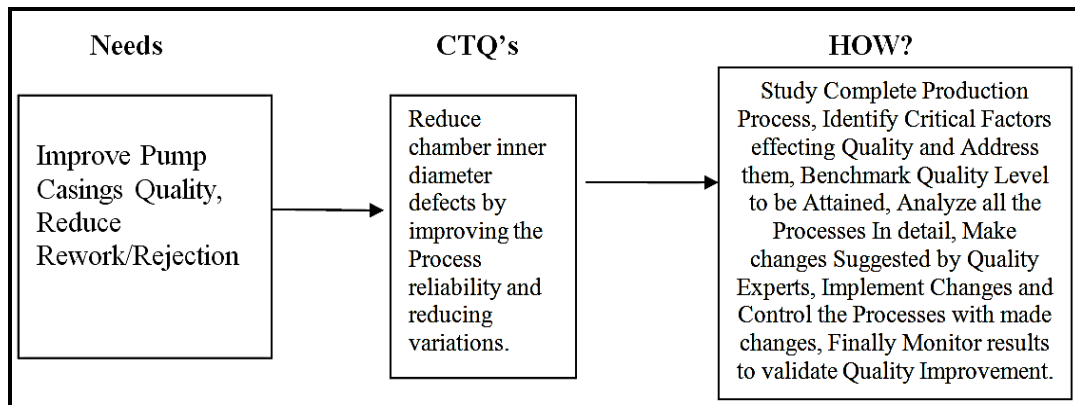 Needs
CTQ's
HOW?
Improve Pump
Casings Quality,
Reduce
Rework/Rejection
Reduce
chamber inner
diameter
defects by
improving the
Process
reliability and
reducing
variations.
Study Complete Production
Process, Identify Critical Factors
effecting Quality and Address
them, Benchmark Quality Level
to be Attained, Analyze all the
Processes In detail, Make
changes Suggested by Quality
Experts, Implement Changes and
Control the Processes with made
changes, Finally Monitor results
to validate Quality Improvement.